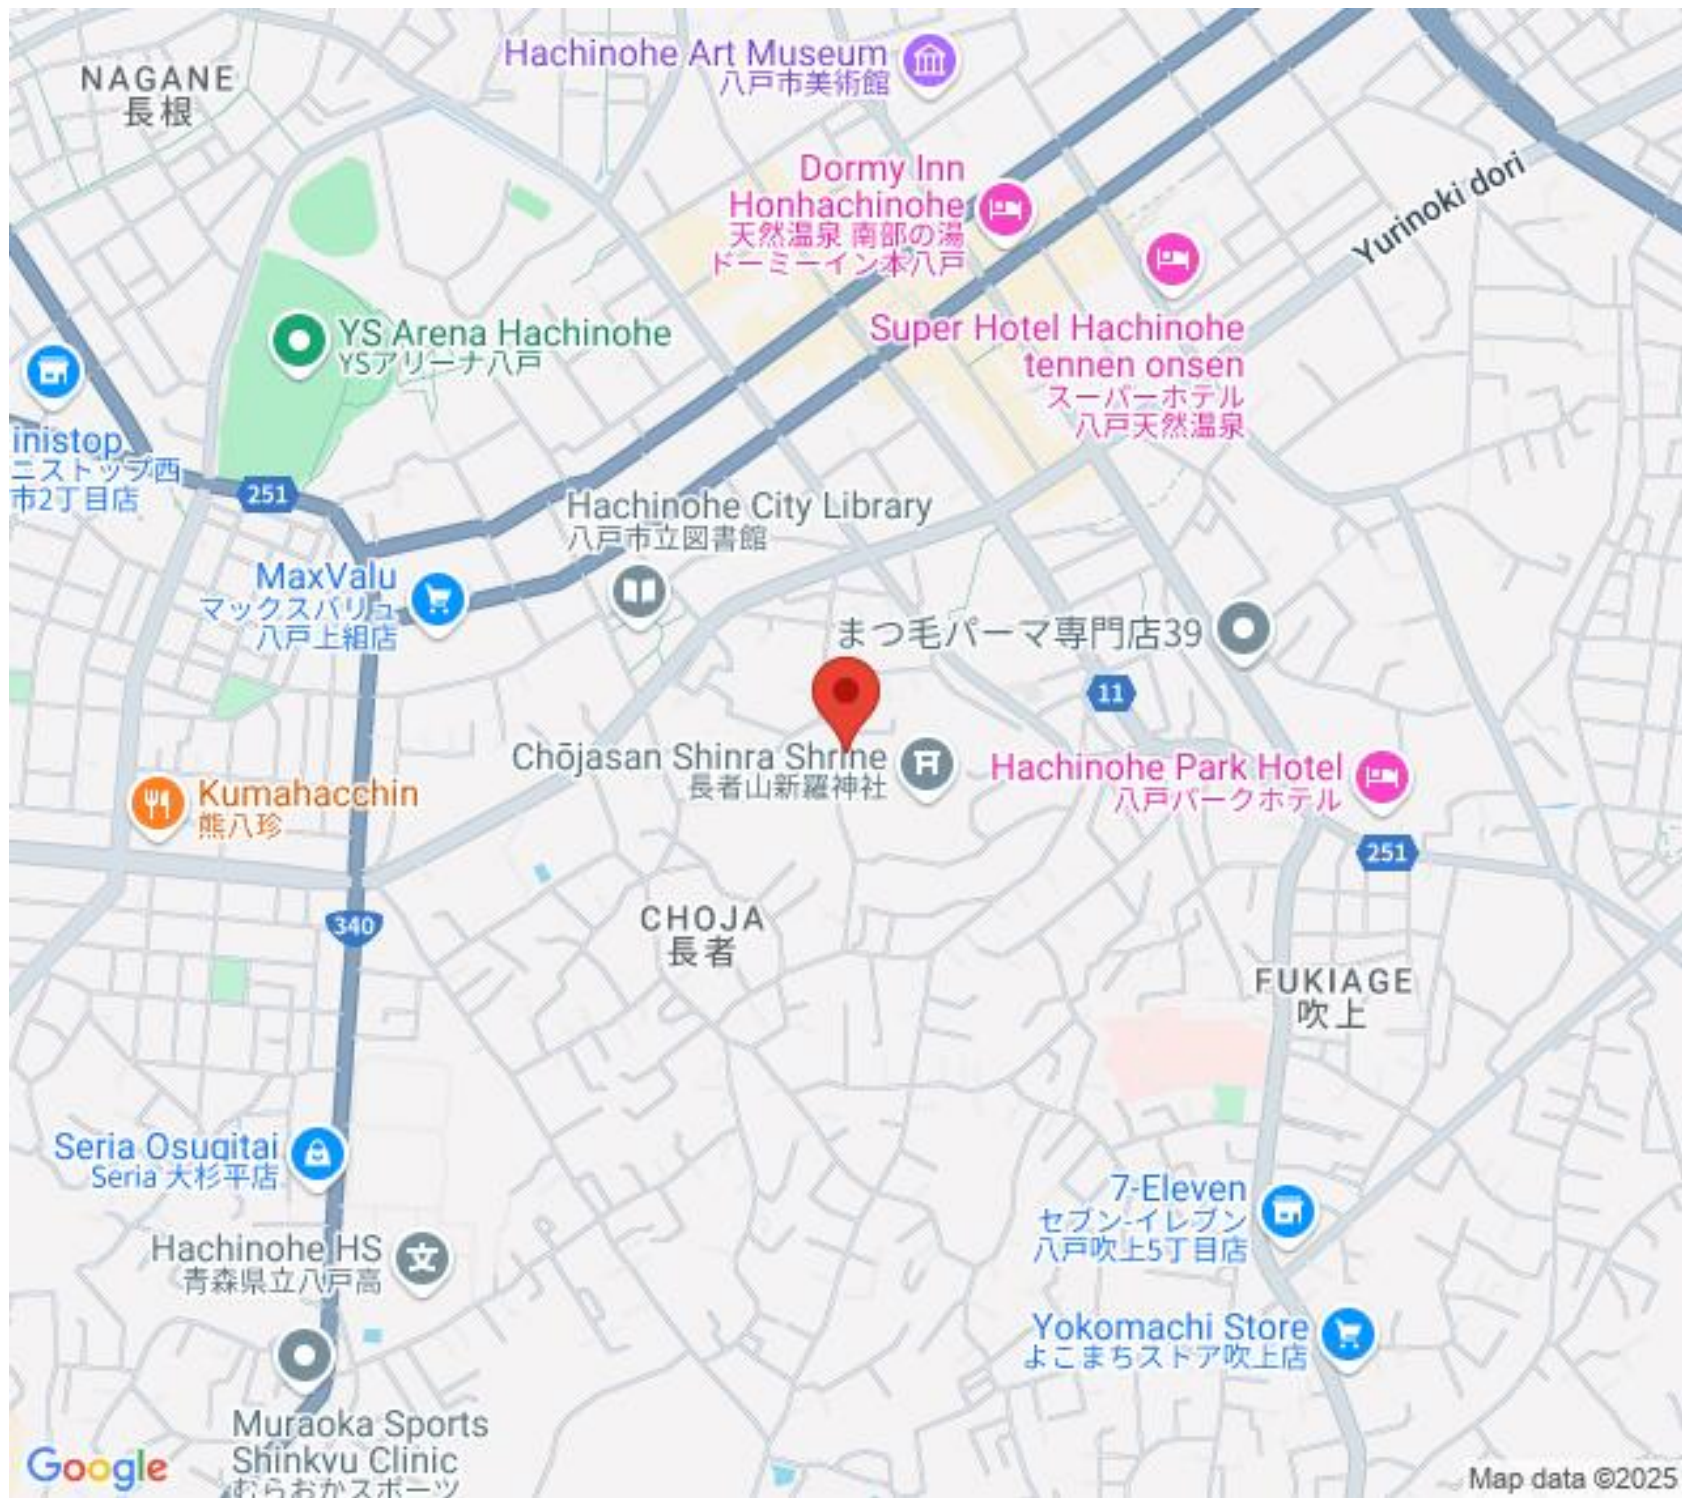 Hachinohe Art Museum
八戸市美術館
NAGANE
長根
Dormy Inn
Honhachinohe
天然温泉 南部の湯
ドーミーイン本八戸
Yurinoki dori
YS Arena Hachinohe
YSアリーナ八戸
Super Hotel Hachinohe
tennen onsen
スーパーホテル
八戸天然温泉
inistop
ニストップ西
市2丁目店
251
Hachinohe City Library
八戸市立図書館
MaxValu
マックスバリュ
八戸上組店
まつ毛パーマ専門店39
11
Chōjasan Shinra Shrine
長者山新羅神社
Hachinohe Park Hotel
八戸パークホテル
Kumahacchin
熊八珍
251
340
CHOJA
長者
FUKIAGE
吹上
Seria Osugitai
Seria 大杉平店
7-Eleven
セブン-イレブン
八戸吹上5丁目店
Hachinohe HS
青森県立八戸高
文
Yokomachi Store
よこまちストア吹上店
Muraoka Sports
Shinkyu Clinic
むらおかスポーツ
Google
Map data ©2025